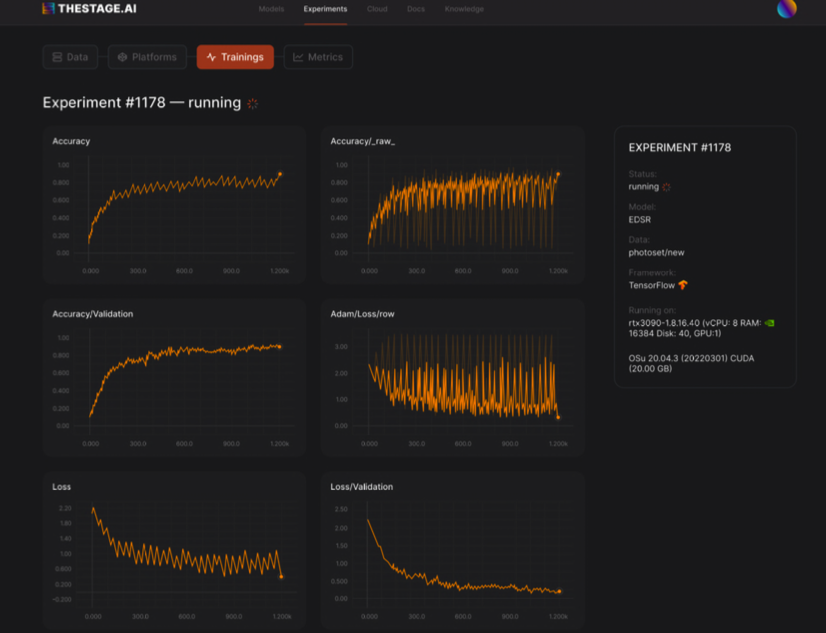 THESTAGE.AI
Models Experiments Cloud Docs Knowledge
Data Platforms Trainings Metrics
Experiment #1178 — running
Accuracy
1.00
0.800
0.600
0.400
0.200
0.00
0.000 300.0 600.0 900.0 1.200k
Accuracy/_raw_
1.00
0.800
0.600
0.400
0.200
0.00
0.000 300.0 600.0 900.0 1.200k
EXPERIMENT #1178
Status:
running
Model:
EDSR
Data:
photoset/new
Framework:
TensorFlow
Running on:
rtx3090-1.8.16.40 (vCPU: 8 RAM:
16384 Disk: 40, GPU:1)
OSu 20.04.3 (20220301) CUDA
(20.00 GB)
Accuracy/Validation
1.00
0.800
0.600
0.400
0.200
0.00
0.000 300.0 600.0 900.0 1.200k
Adam/Loss/row
3.00
2.00
1.00
0.00
0.000 300.0 600.0 900.0 1.200k
Loss
2.20
1.80
1.40
1.00
0.600
0.200
-0.200
0.000 300.0 600.0 900.0 1.200k
Loss/Validation
2.50
2.00
1.50
1.00
0.500
0.00
0.000 300.0 600.0 900.0 1.200k